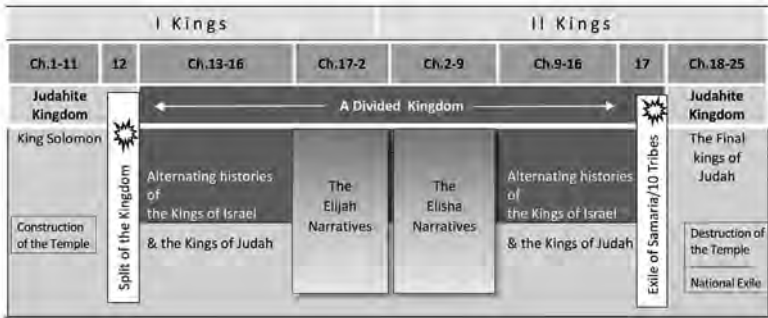 I Kings
II Kings
Ch.1-11
12
Ch.13-16
Ch.17-2
Ch.2-9
Ch.9-16
17
Ch.18-25
Judahite
Kingdom
A Divided Kingdom
Judahite
Kingdom
King Solomon
Construction
of the Temple
Split of the Kingdom
Alternating histories
of
the Kings of Israel
& the Kings of Judah
The
Elijah
Narratives
The
Elisha
Narratives
Alternating histories
of
the Kings of Israel
& the Kings of Judah
Exile of Samaria/10 Tribes
The Final
kings of
Judah
Destruction of
the Temple
National Exile